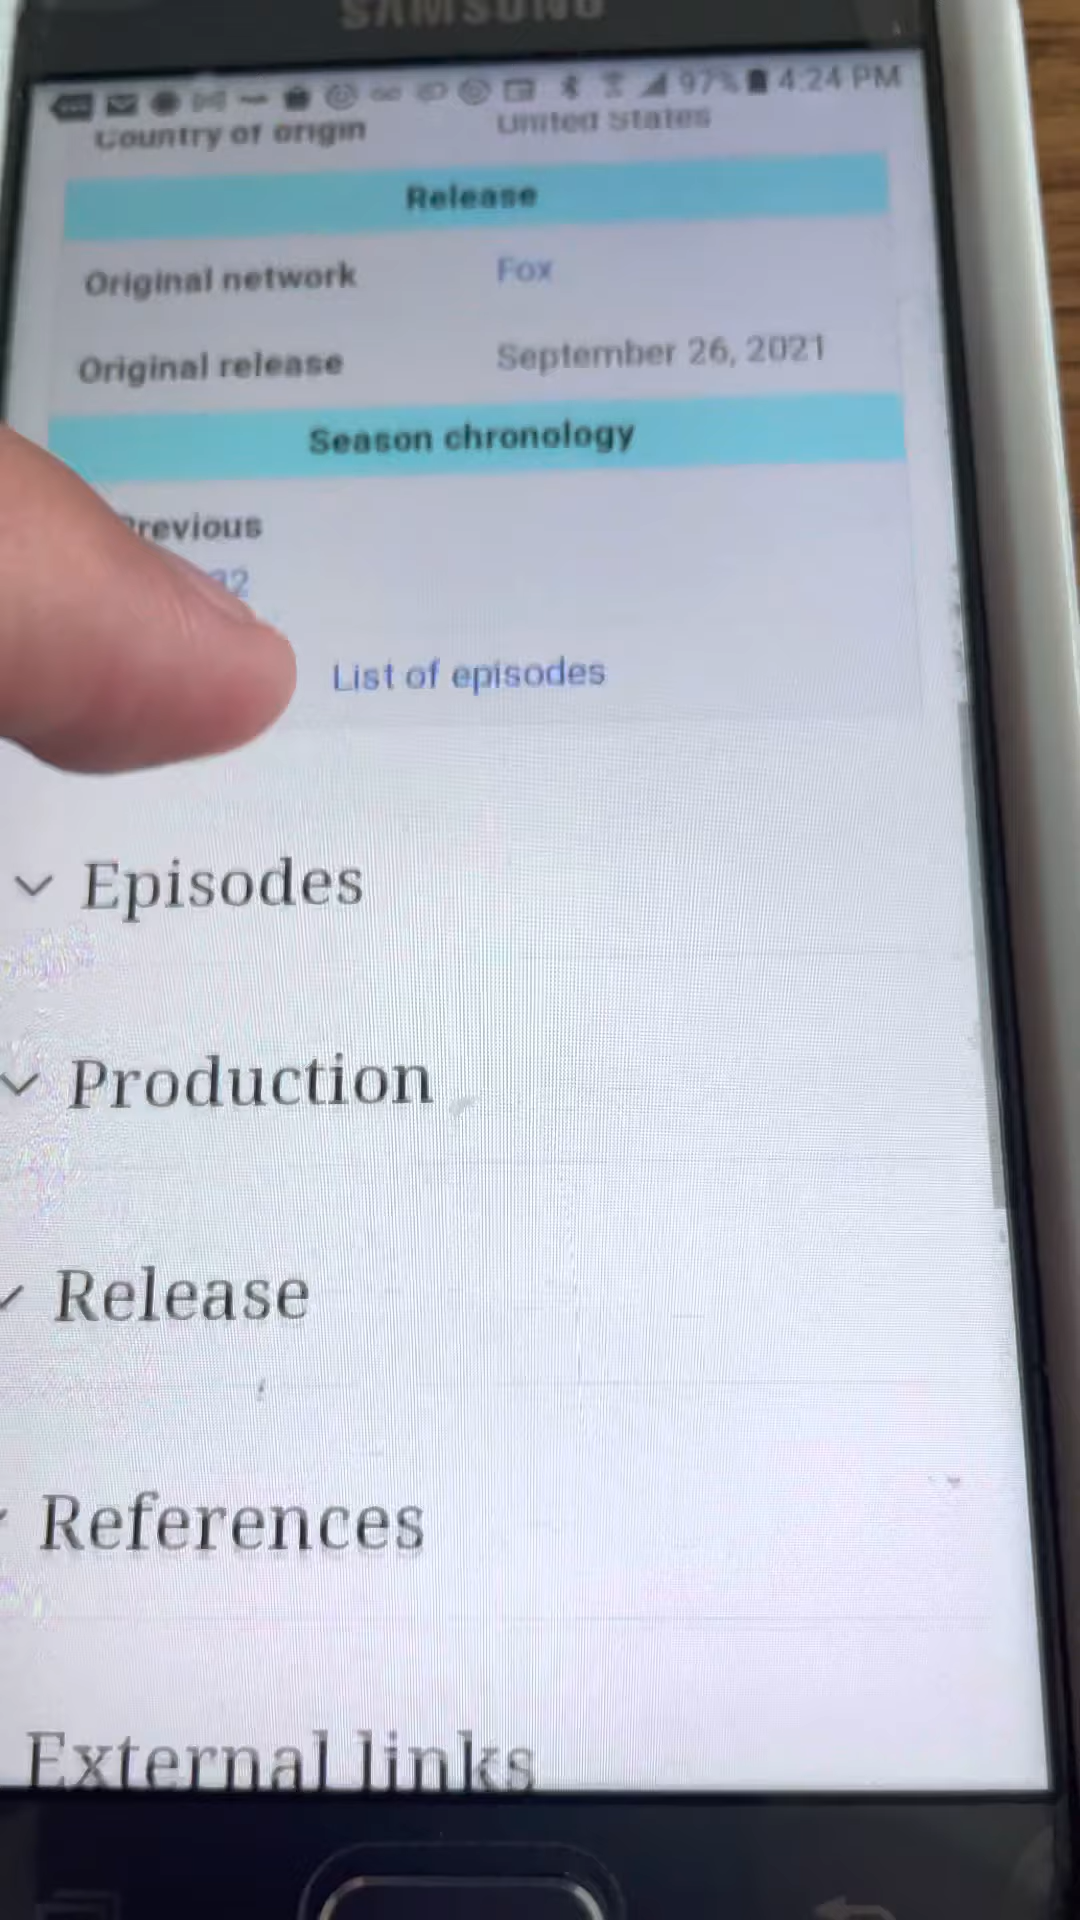 SAMSUNG
97% 4:24 PM
Country of origin United States
Release
Original network Fox
Original release September 26, 2021
Season chronology
Previous
List of episodes
Episodes
Production
Release
References
External links